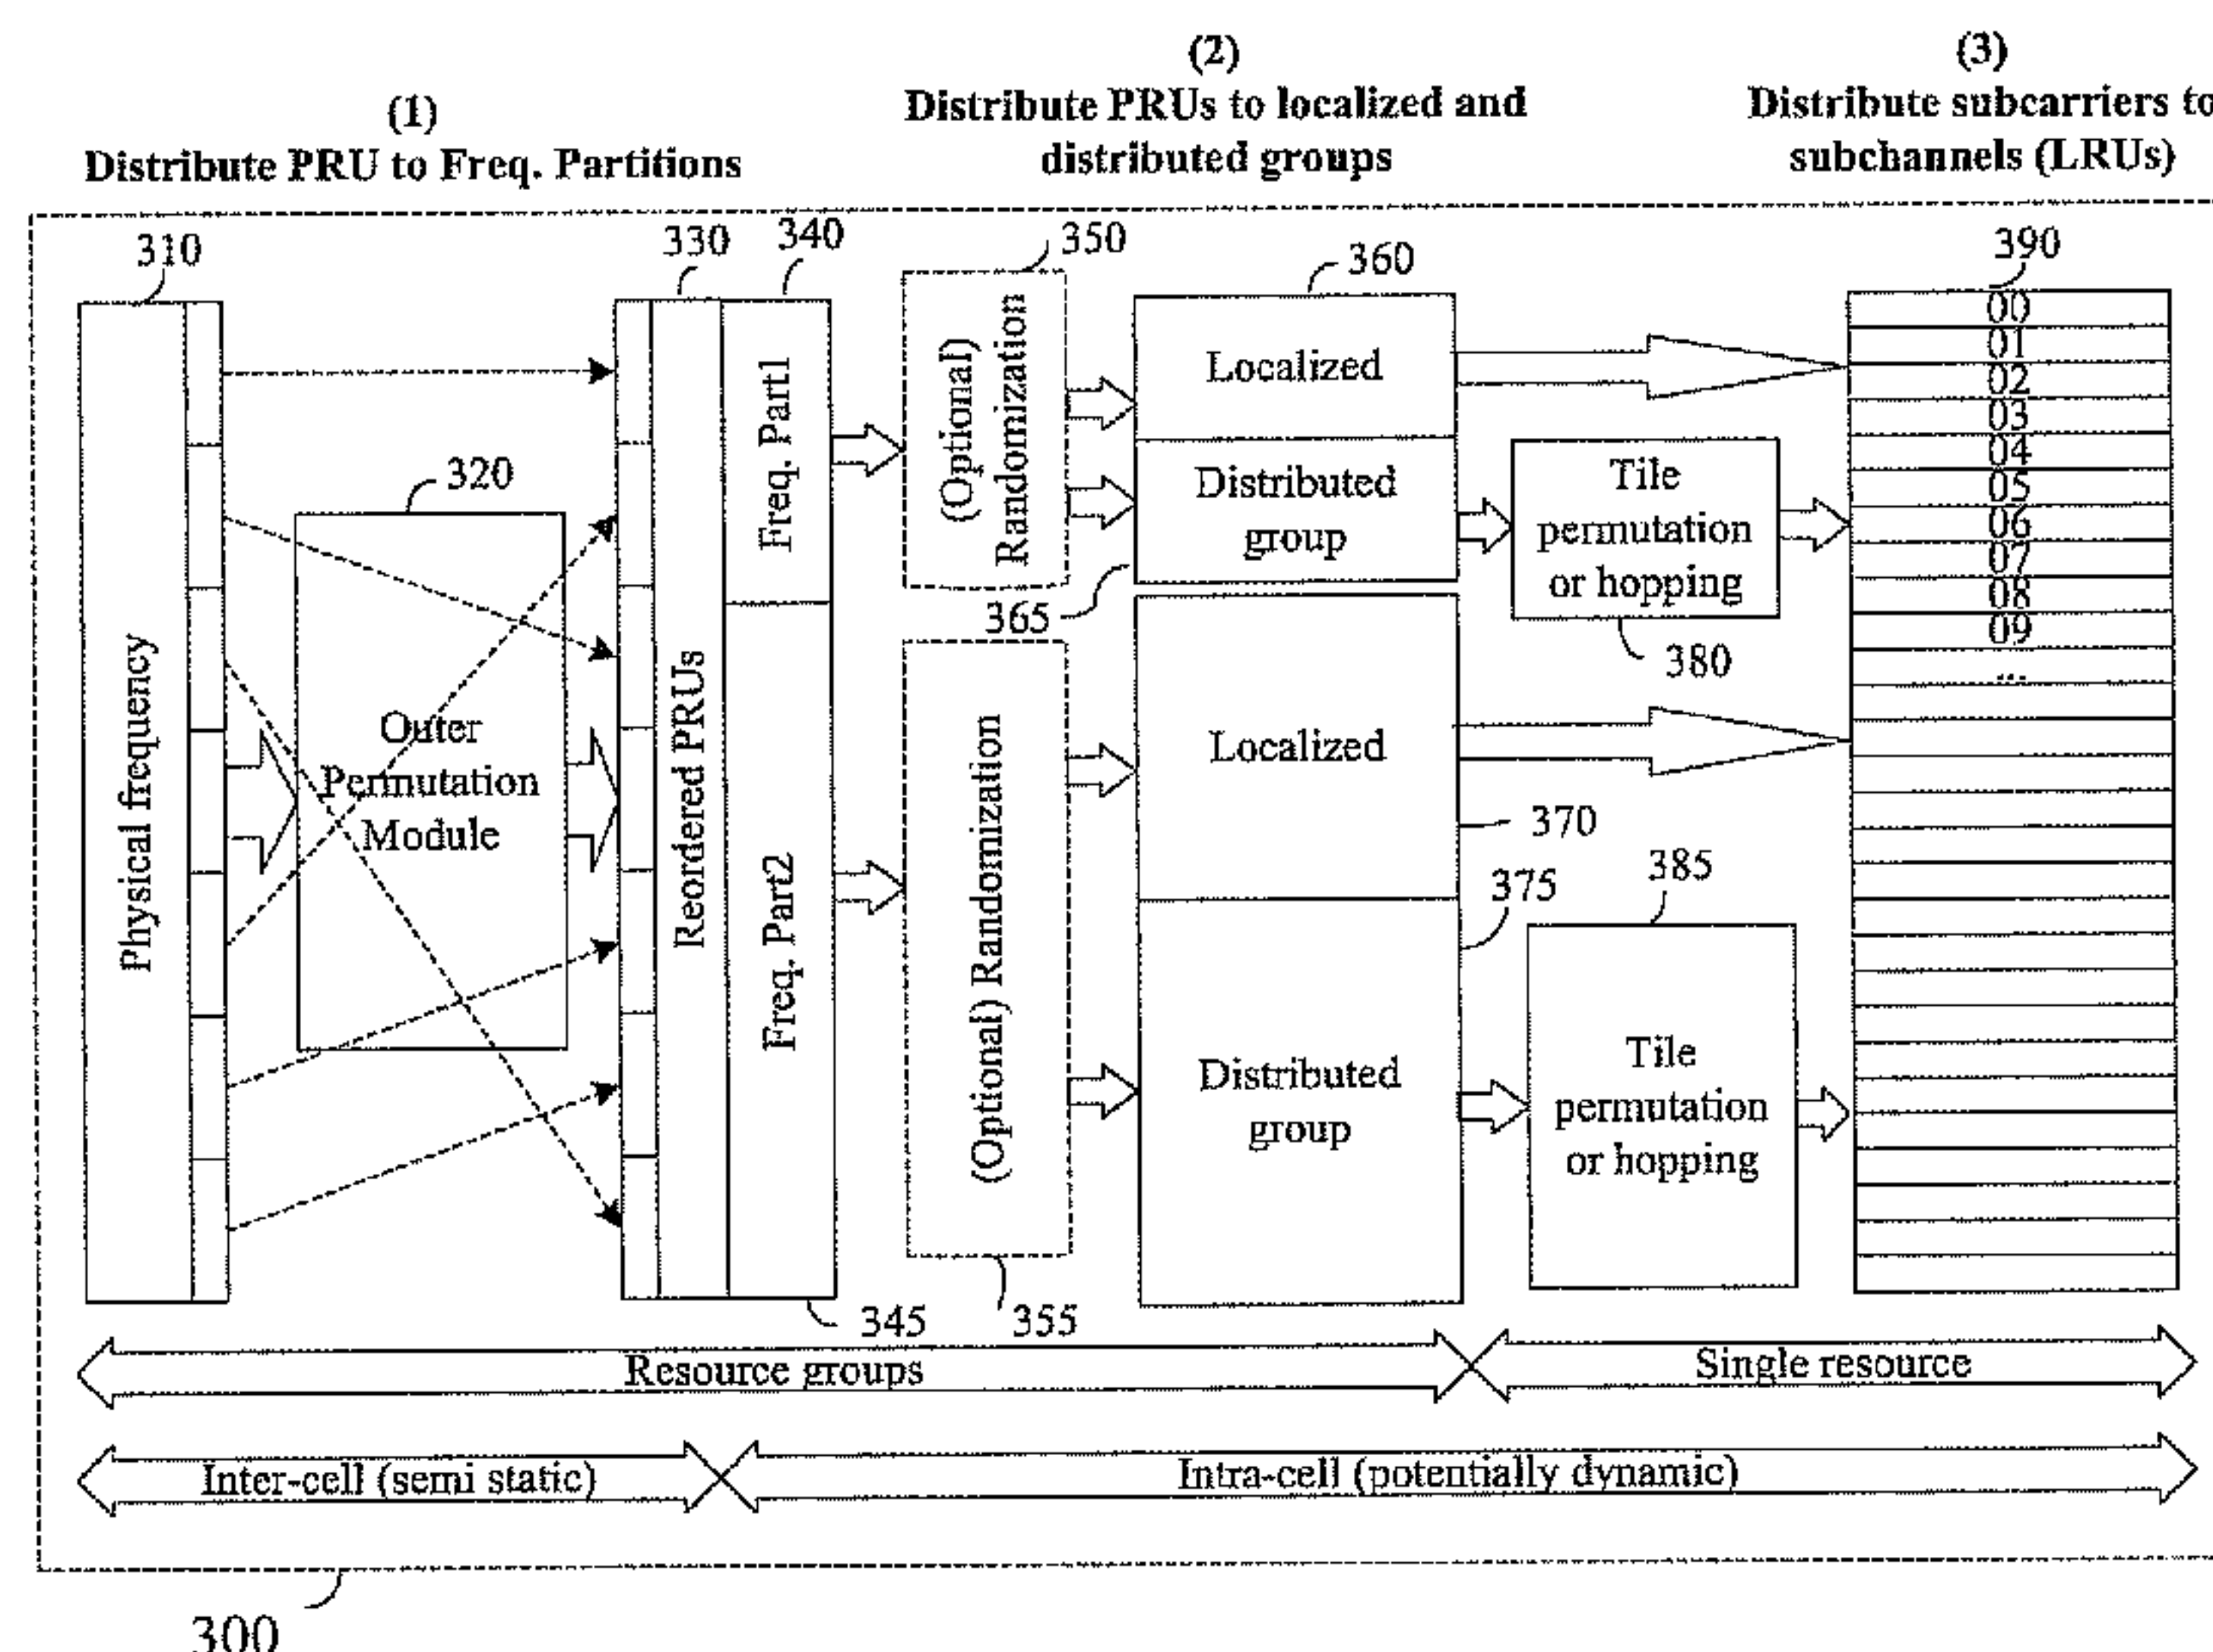 (1)
Distribute PRU to Freq. Partitions
(2)
Distribute PRUs to localized and
distributed groups
(3)
Distribute subcarriers to
subchannels (LRUs)
310
Physical frequency
320
Outer
Permutation
Module
330
Reordered PRUs
340
Freq. Part1
Freq. Part2
345
350
(Optional)
Randomization
(Optional) Randomization
355
360
Localized
Distributed
group
365
Localized
370
375
Distributed
group
Tile
permutation
or hopping
380
385
Tile
permutation
or hopping
390
00
01
02
03
04
05
06
07
08
09
...
Resource groups
Single resource
Inter-cell (semi static)
Intra-cell (potentially dynamic)
300